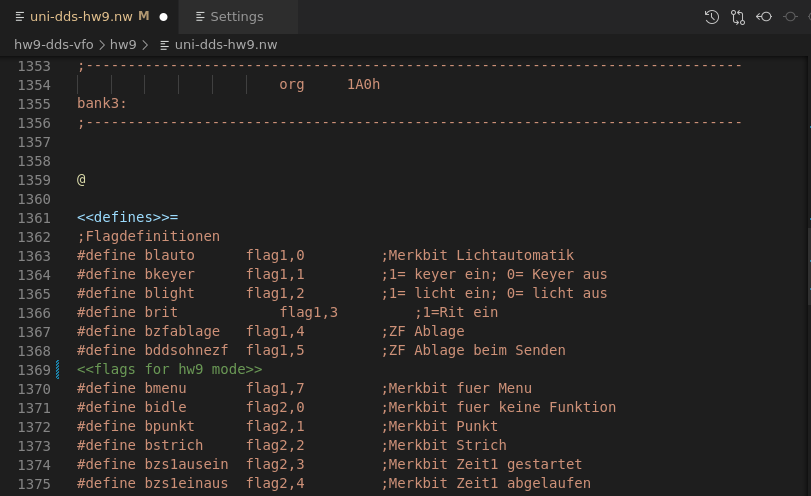 uni-dds-hw9.nw M ● Settings
hw9-dds-vfo > hw9 > uni-dds-hw9.nw
1353 ;------------------------------------------------------------------------------
1354 org 1A0h
1355 bank3:
1356 ;------------------------------------------------------------------------------
1357
1358
1359 @
1360
1361 <<defines>>=
1362 ;Flagdefinitionen
1363 #define blauto flag1,0 ;Merkbit Lichtautomatik
1364 #define bkeyer flag1,1 ;1= keyer ein; 0= Keyer aus
1365 #define blight flag1,2 ;1= licht ein; 0= licht aus
1366 #define brit flag1,3 ;1=Rit ein
1367 #define bzfablage flag1,4 ;ZF Ablage
1368 #define bddsohnezf flag1,5 ;ZF Ablage beim Senden
1369 <<flags for hw9 mode>>
1370 #define bmenu flag1,7 ;Merkbit fuer Menu
1371 #define bidle flag2,0 ;Merkbit fuer keine Funktion
1372 #define bpunkt flag2,1 ;Merkbit Punkt
1373 #define bstrich flag2,2 ;Merkbit Strich
1374 #define bzs1ausein flag2,3 ;Merkbit Zeit1 gestartet
1375 #define bzs1einaus flag2,4 ;Merkbit Zeit1 abgelaufen